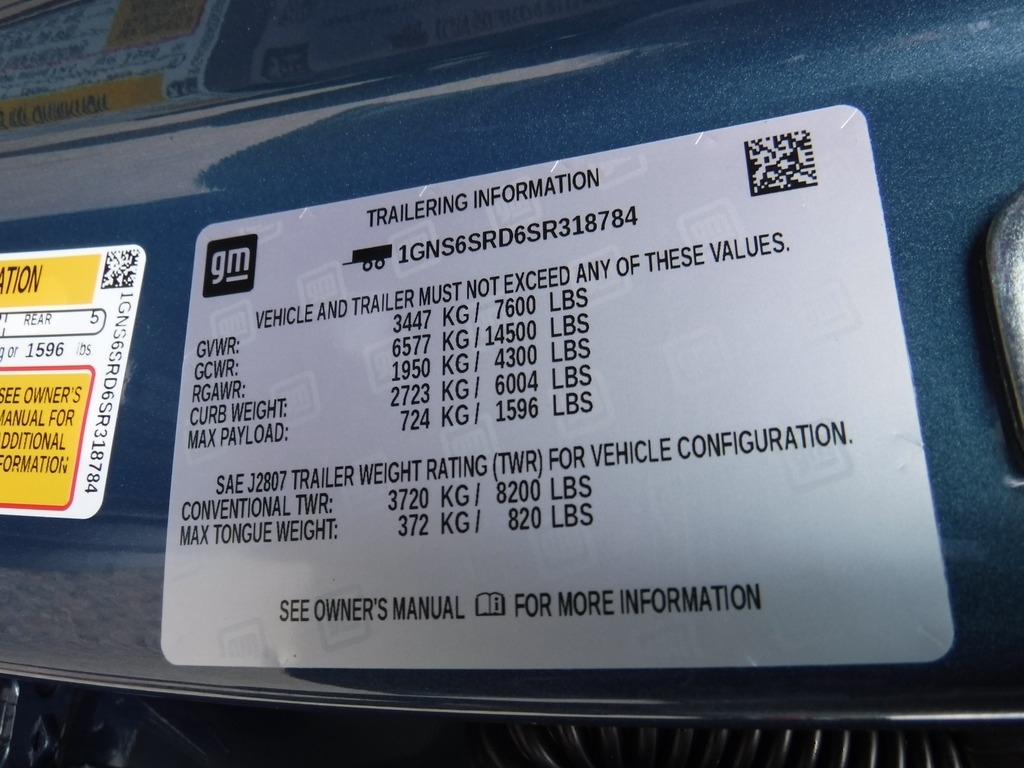 TRAILERING INFORMATION
gm
1GNS6SRD6SR318784
VEHICLE AND TRAILER MUST NOT EXCEED ANY OF THESE VALUES.
GVWR: 3447 KG / 7600 LBS
GCWR: 6577 KG / 14500 LBS
RGAWR: 1950 KG / 4300 LBS
CURB WEIGHT: 2723 KG / 6004 LBS
MAX PAYLOAD: 724 KG / 1596 LBS
SAE J2807 TRAILER WEIGHT RATING (TWR) FOR VEHICLE CONFIGURATION.
CONVENTIONAL TWR: 3720 KG / 8200 LBS
MAX TONGUE WEIGHT: 372 KG / 820 LBS
SEE OWNER'S MANUAL FOR MORE INFORMATION
ATION
REAR 5
g or 1596 lbs
SEE OWNER'S
MANUAL FOR
ADDITIONAL
FORMATION
1GNS6SRD6SR318784